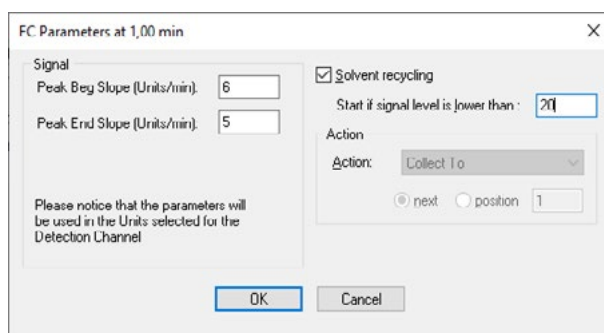 FC Parameters at 1,00 min
Signal
Peak Beg Slope (Units/min):
6
Peak End Slope (Units/min):
5
Please notice that the parameters will
be used in the Units selected for the
Detection Channel
Solvent recycling
Start if signal level is lower than :
20
Action
Action:
Collect To
next
position
1
OK
Cancel